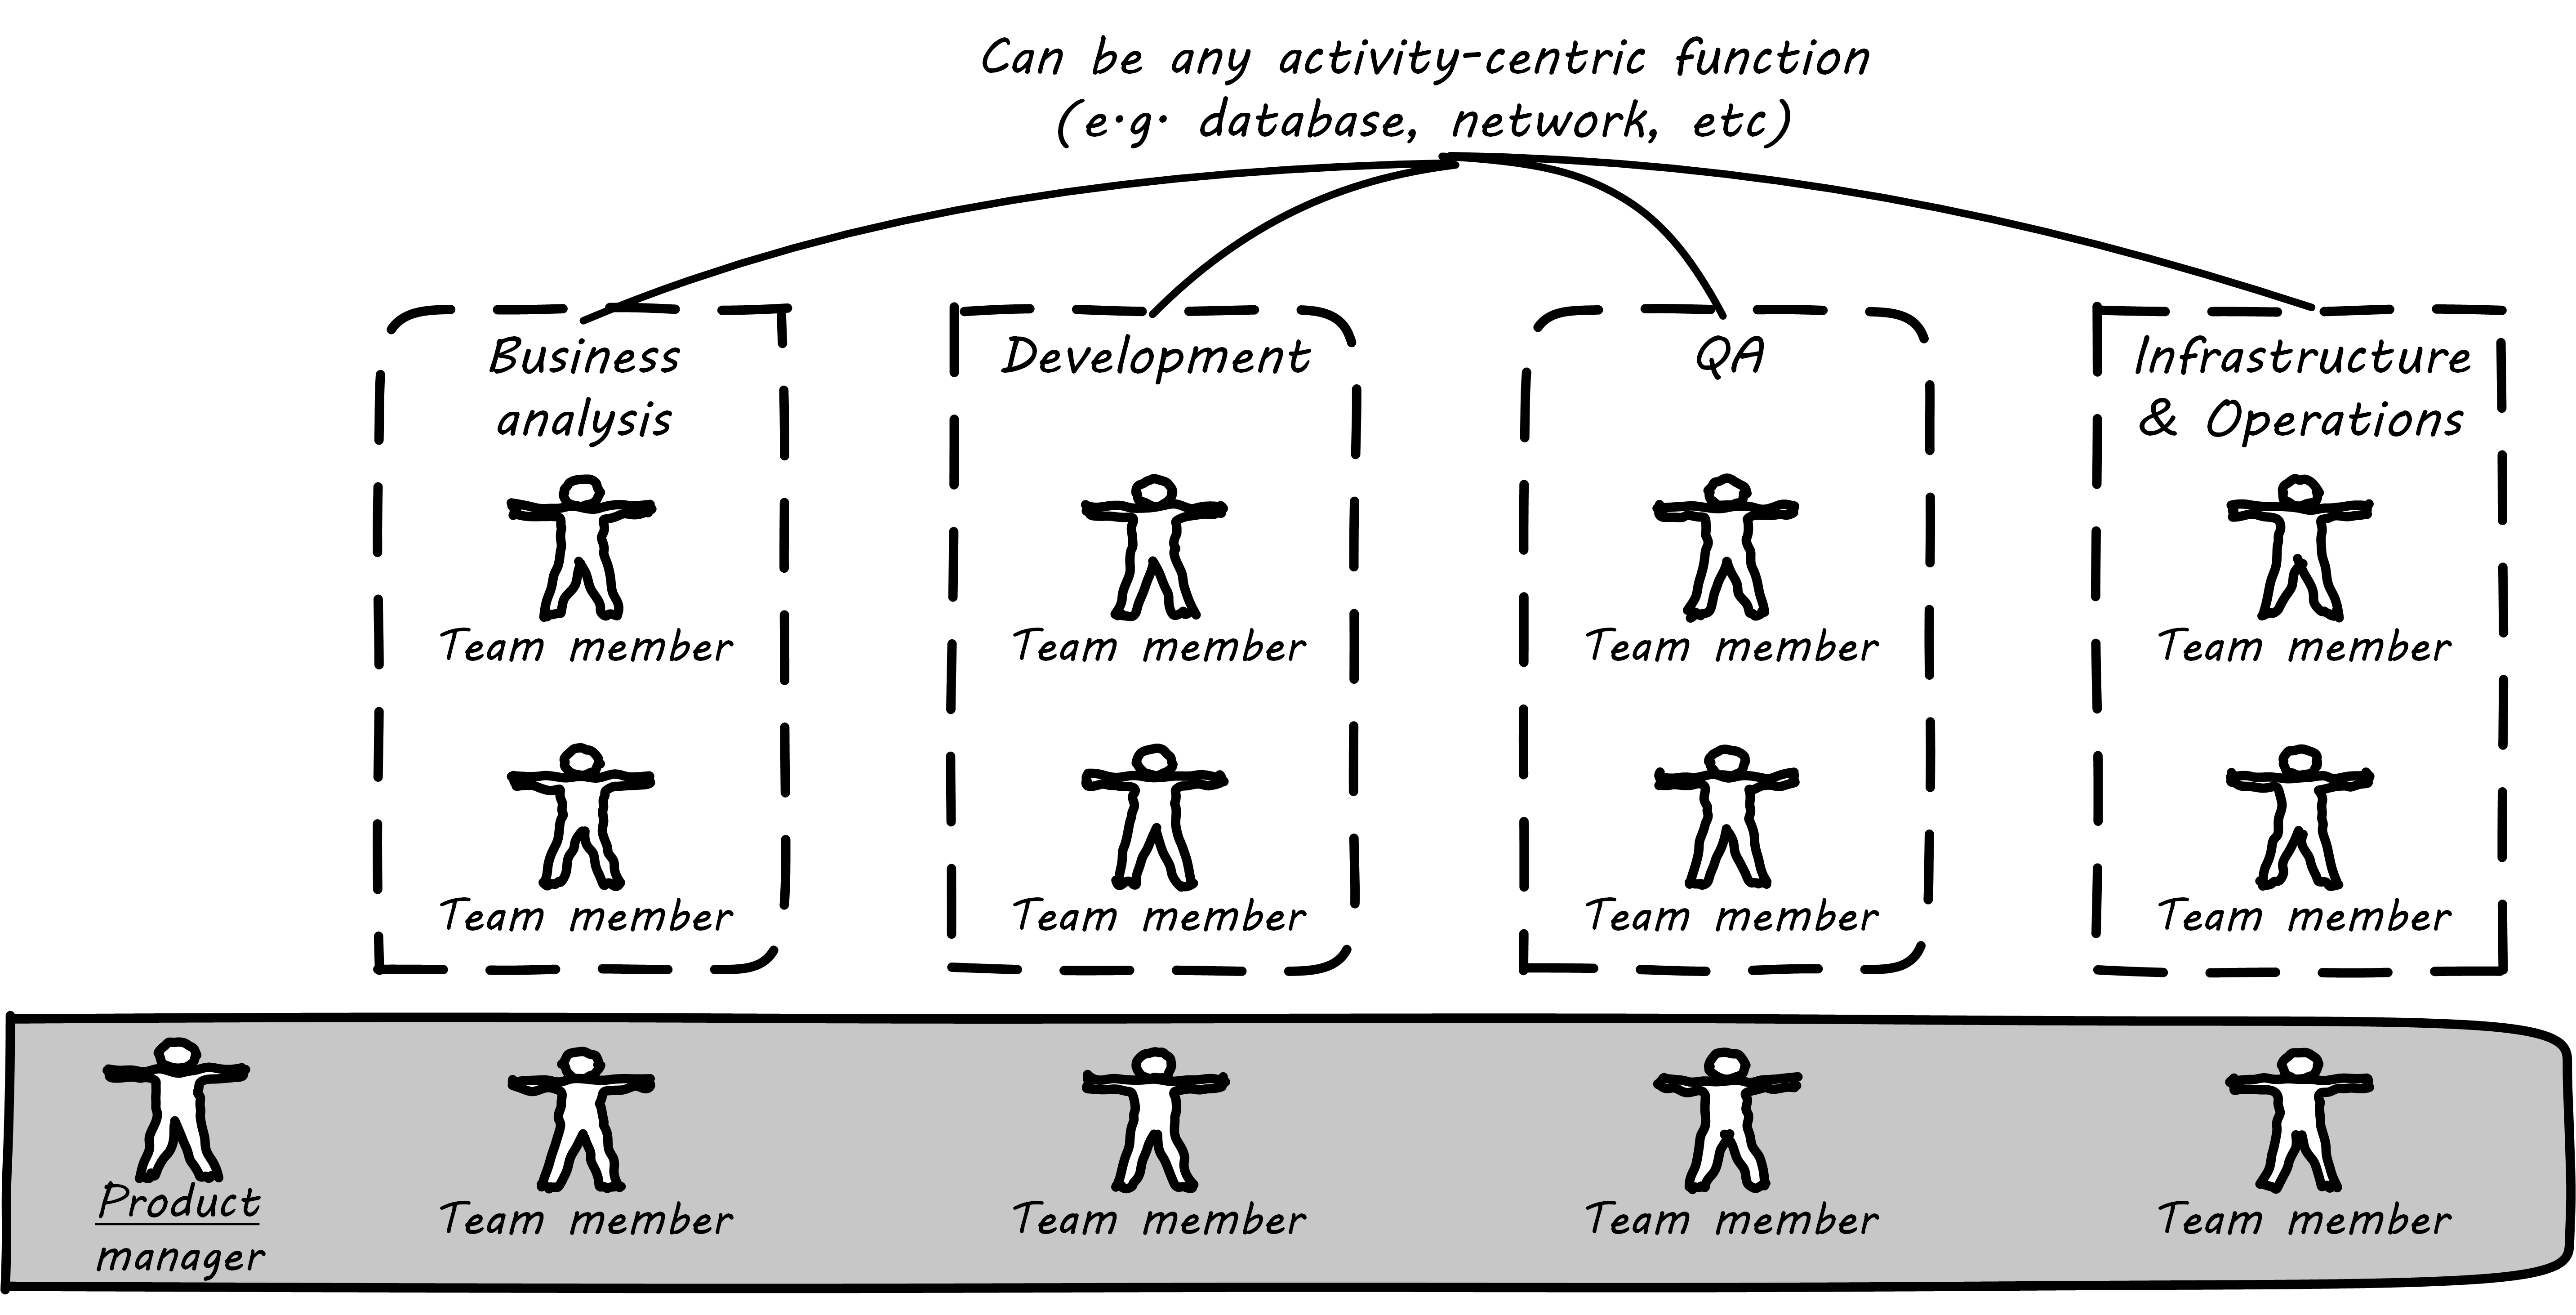 Can be any activity-centric function
(e.g. database, network, etc)
Business
analysis
Development
QA
Infrastructure
& Operations
Team member
Team member
Team member
Team member
Team member
Team member
Team member
Team member
Product
manager
Team member
Team member
Team member
Team member